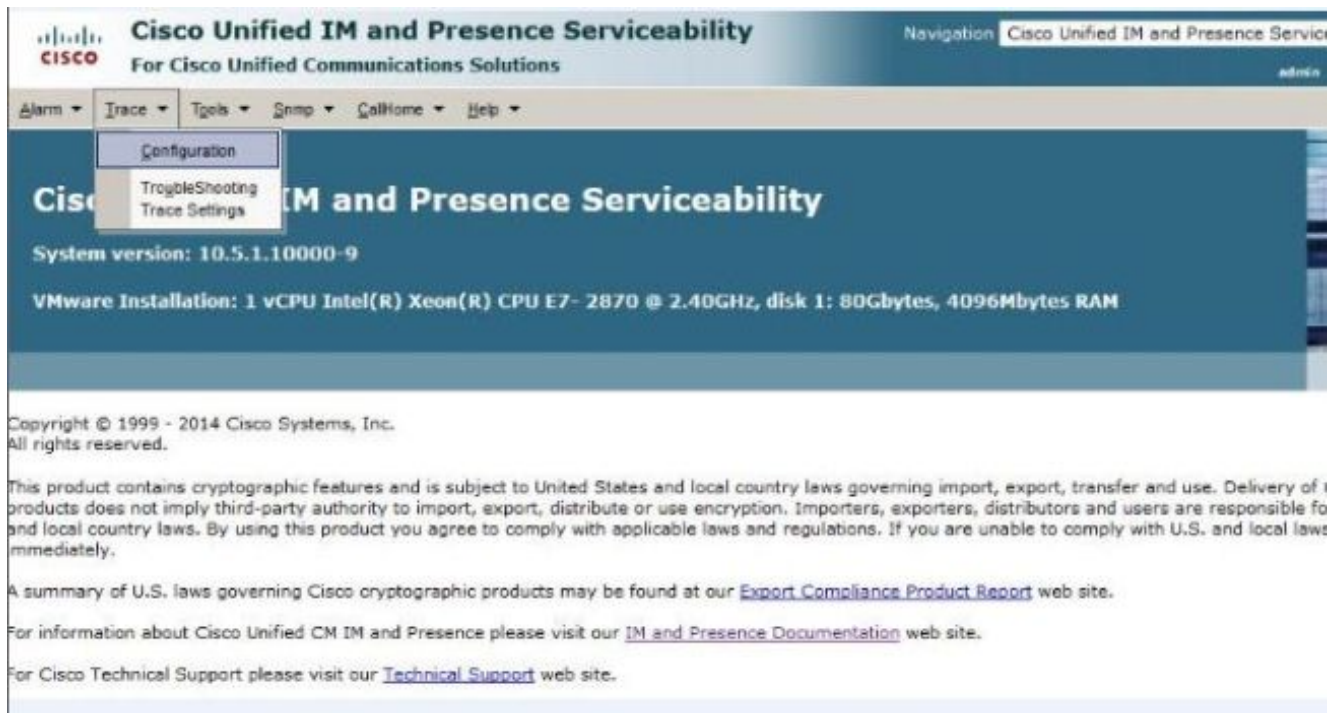 Cisco Unified IM and Presence Serviceability
Navigation Cisco Unified IM and Presence Service
CISCO
For Cisco Unified Communications Solutions
admin
Alarm Trace Tools Snmp CallHome Help
Configuration
TroubleShooting
Trace Settings
Cisc IM and Presence Serviceability
System version: 10.5.1.10000-9
VMware Installation: 1 vCPU Intel(R) Xeon(R) CPU E7- 2870 @ 2.40GHz, disk 1: 80Gbytes, 4096Mbytes RAM
Copyright © 1999 - 2014 Cisco Systems, Inc.
All rights reserved.
This product contains cryptographic features and is subject to United States and local country laws governing import, export, transfer and use. Delivery of
products does not imply third-party authority to import, export, distribute or use encryption. Importers, exporters, distributors and users are responsible fo
and local country laws. By using this product you agree to comply with applicable laws and regulations. If you are unable to comply with U.S. and local laws
immediately.
A summary of U.S. laws governing Cisco cryptographic products may be found at our Export Compliance Product Report web site.
For information about Cisco Unified CM IM and Presence please visit our IM and Presence Documentation web site.
For Cisco Technical Support please visit our Technical Support web site.